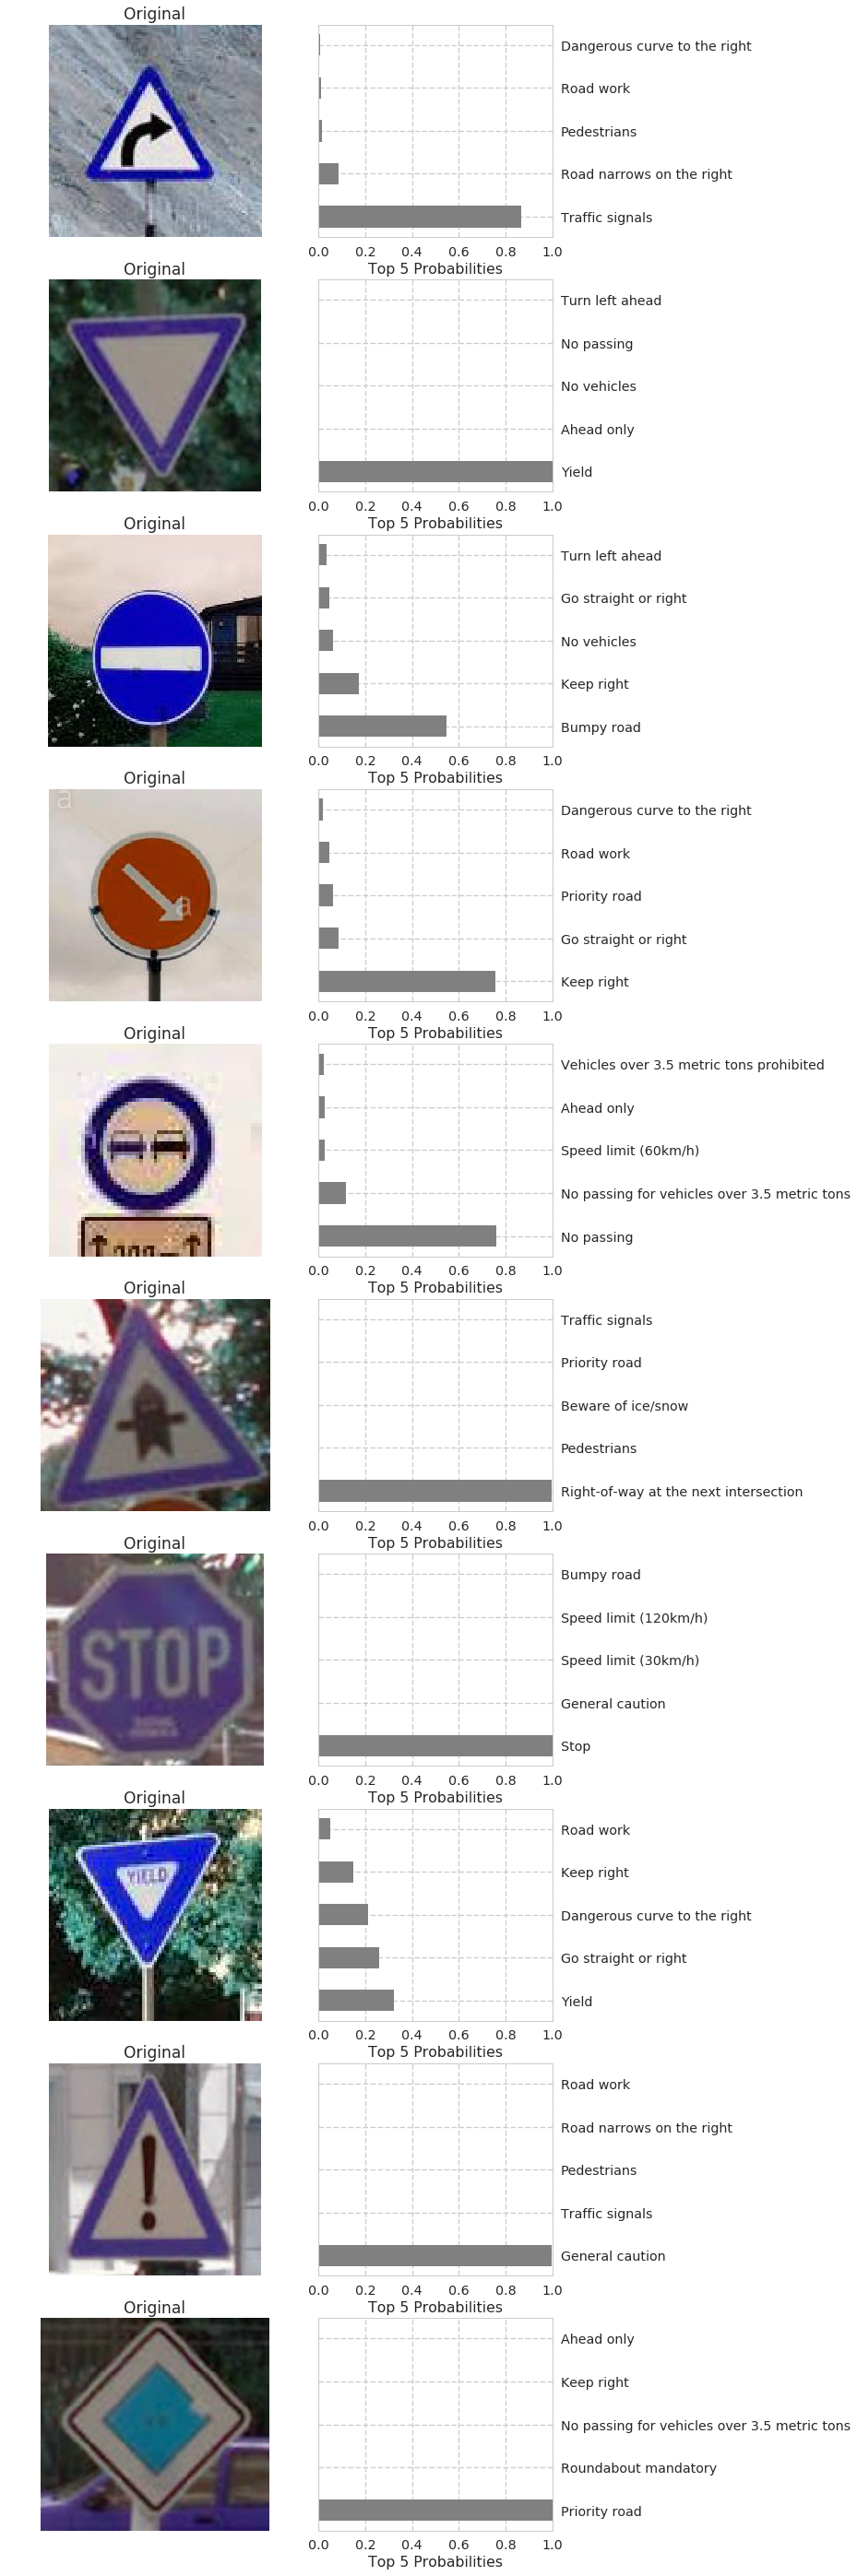 Original
Dangerous curve to the right
Road work
Pedestrians
Road narrows on the right
Traffic signals
0.0 0.2 0.4 0.6 0.8 1.0
Top 5 Probabilities
Original
Turn left ahead
No passing
No vehicles
Ahead only
Yield
0.0 0.2 0.4 0.6 0.8 1.0
Top 5 Probabilities
Original
Turn left ahead
Go straight or right
No vehicles
Keep right
Bumpy road
0.0 0.2 0.4 0.6 0.8 1.0
Top 5 Probabilities
Original
a
a
Dangerous curve to the right
Road work
Priority road
Go straight or right
Keep right
0.0 0.2 0.4 0.6 0.8 1.0
Top 5 Probabilities
Original
Vehicles over 3.5 metric tons prohibited
Ahead only
Speed limit (60km/h)
No passing for vehicles over 3.5 metric tons
No passing
0.0 0.2 0.4 0.6 0.8 1.0
Top 5 Probabilities
Original
Traffic signals
Priority road
Beware of ice/snow
Pedestrians
Right-of-way at the next intersection
0.0 0.2 0.4 0.6 0.8 1.0
Top 5 Probabilities
Original
STOP
Bumpy road
Speed limit (120km/h)
Speed limit (30km/h)
General caution
Stop
0.0 0.2 0.4 0.6 0.8 1.0
Top 5 Probabilities
Original
YIELD
Road work
Keep right
Dangerous curve to the right
Go straight or right
Yield
0.0 0.2 0.4 0.6 0.8 1.0
Top 5 Probabilities
Original
Road work
Road narrows on the right
Pedestrians
Traffic signals
General caution
0.0 0.2 0.4 0.6 0.8 1.0
Top 5 Probabilities
Original
Ahead only
Keep right
No passing for vehicles over 3.5 metric tons
Roundabout mandatory
Priority road
0.0 0.2 0.4 0.6 0.8 1.0
Top 5 Probabilities